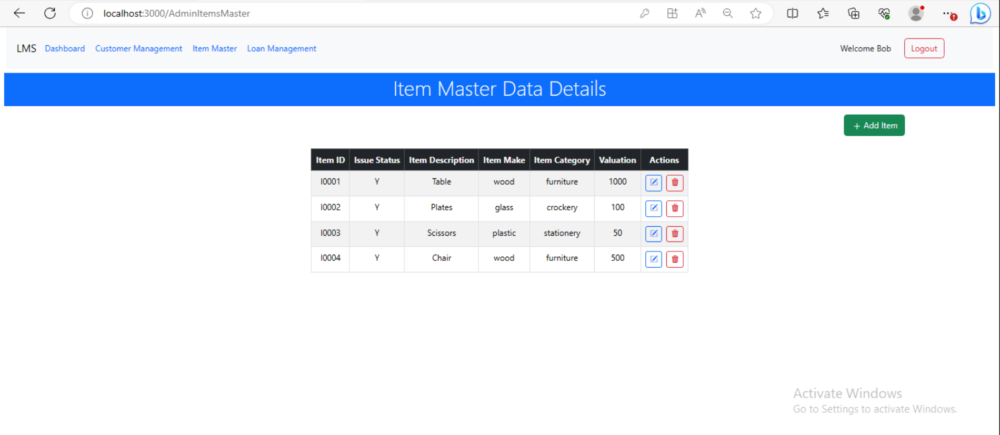 localhost:3000/AdminItemsMaster
LMS Dashboard Customer Management Item Master Loan Management Welcome Bob Logout
Item Master Data Details
+ Add Item
Item ID Issue Status Item Description Item Make Item Category Valuation Actions
I0001 Y Table wood furniture 1000
I0002 Y Plates glass crockery 100
I0003 Y Scissors plastic stationery 50
I0004 Y Chair wood furniture 500
Activate Windows
Go to Settings to activate Windows.